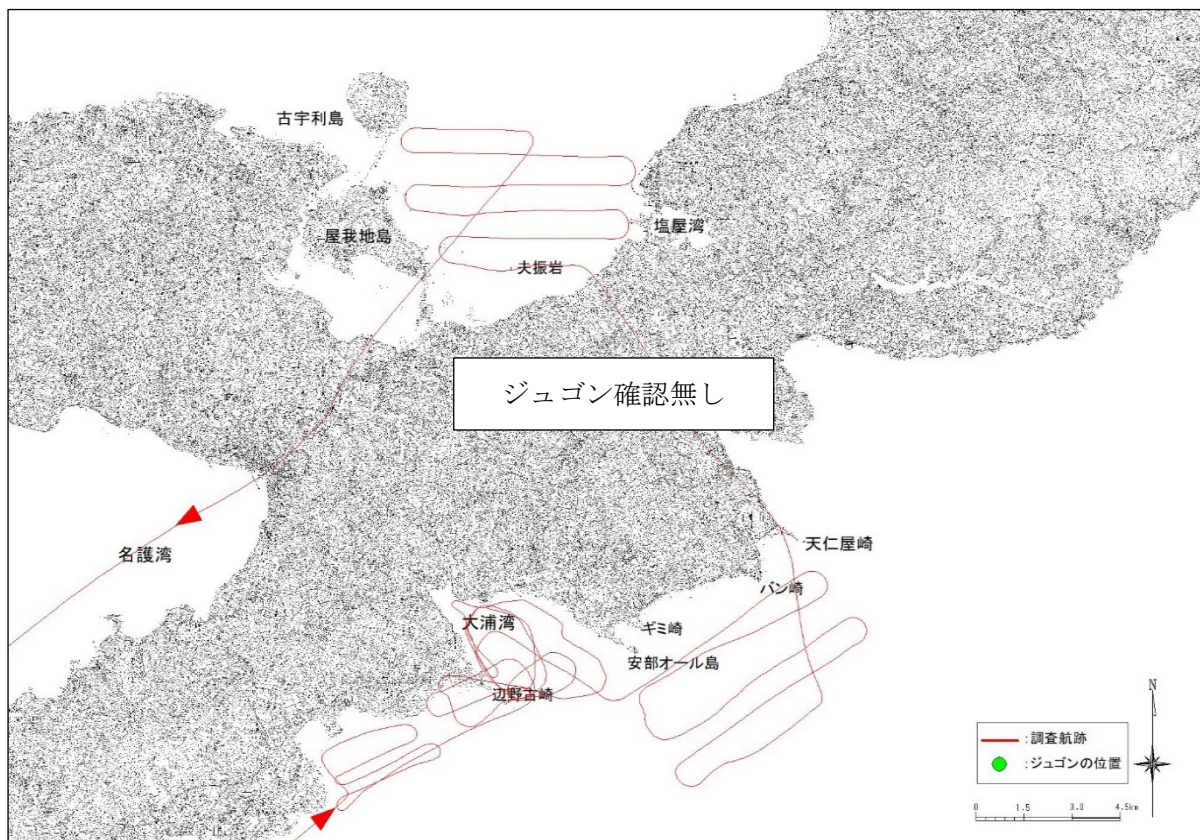 古宇利島
屋我地島
塩屋湾
夫振岩
ジュゴン確認無し
名護湾
天仁屋崎
バン崎
大浦湾
ギミ崎
安部オール島
辺野古崎
N
:調査航跡
:ジュゴンの位置
0 1.5 3.0 4.5km